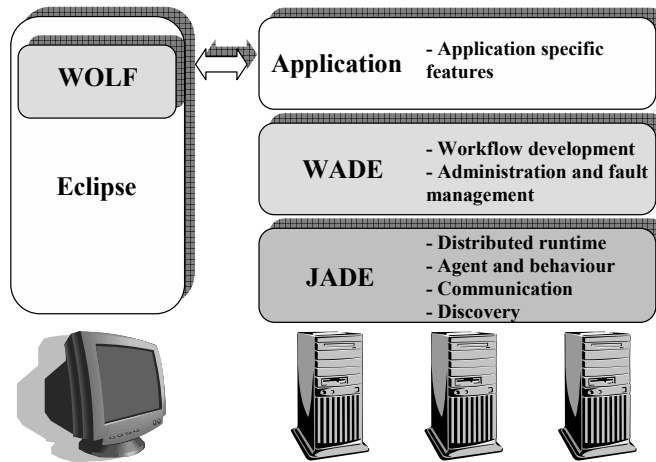 WOLF
Eclipse
Application
- Application specific
features
WADE
- Workflow development
- Administration and fault
management
JADE
- Distributed runtime
- Agent and behaviour
- Communication
- Discovery